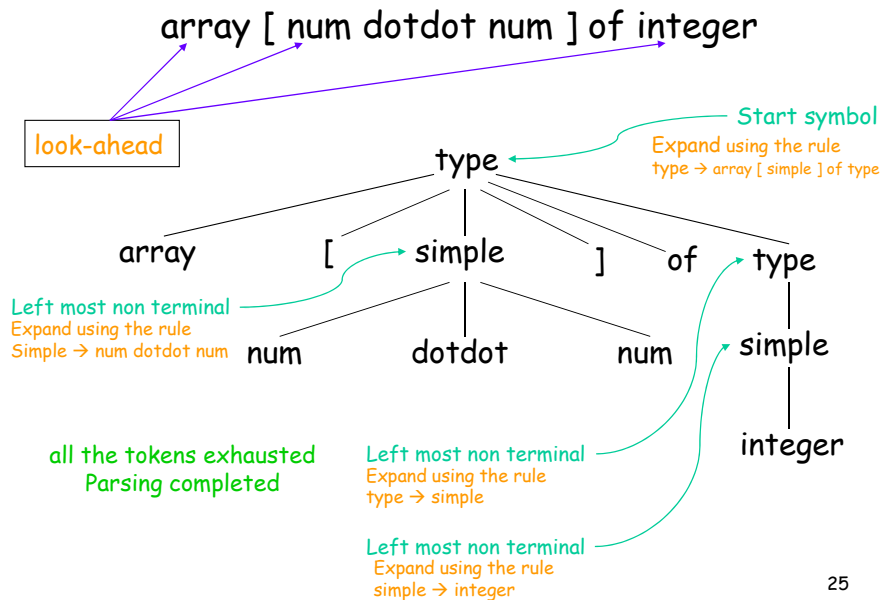 array [ num dotdot num ] of integer
look-ahead
Start symbol
Expand using the rule
type → array [ simple ] of type
type
array [ simple ] of type
Left most non terminal
Expand using the rule
Simple → num dotdot num
num dotdot num
simple
integer
all the tokens exhausted
Parsing completed
Left most non terminal
Expand using the rule
type → simple
Left most non terminal
Expand using the rule
simple → integer
25